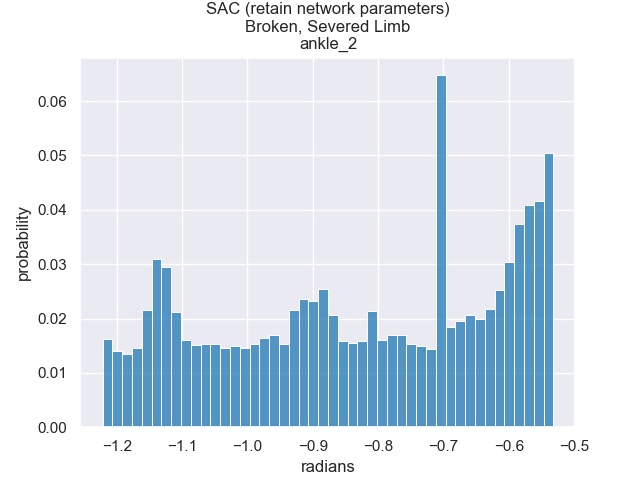 SAC (retain network parameters)
Broken, Severed Limb
ankle_2
0.06
0.05
0.04
0.03
0.02
0.01
0.00
probability
−1.2 −1.1 −1.0 −0.9 −0.8 −0.7 −0.6 −0.5
radians